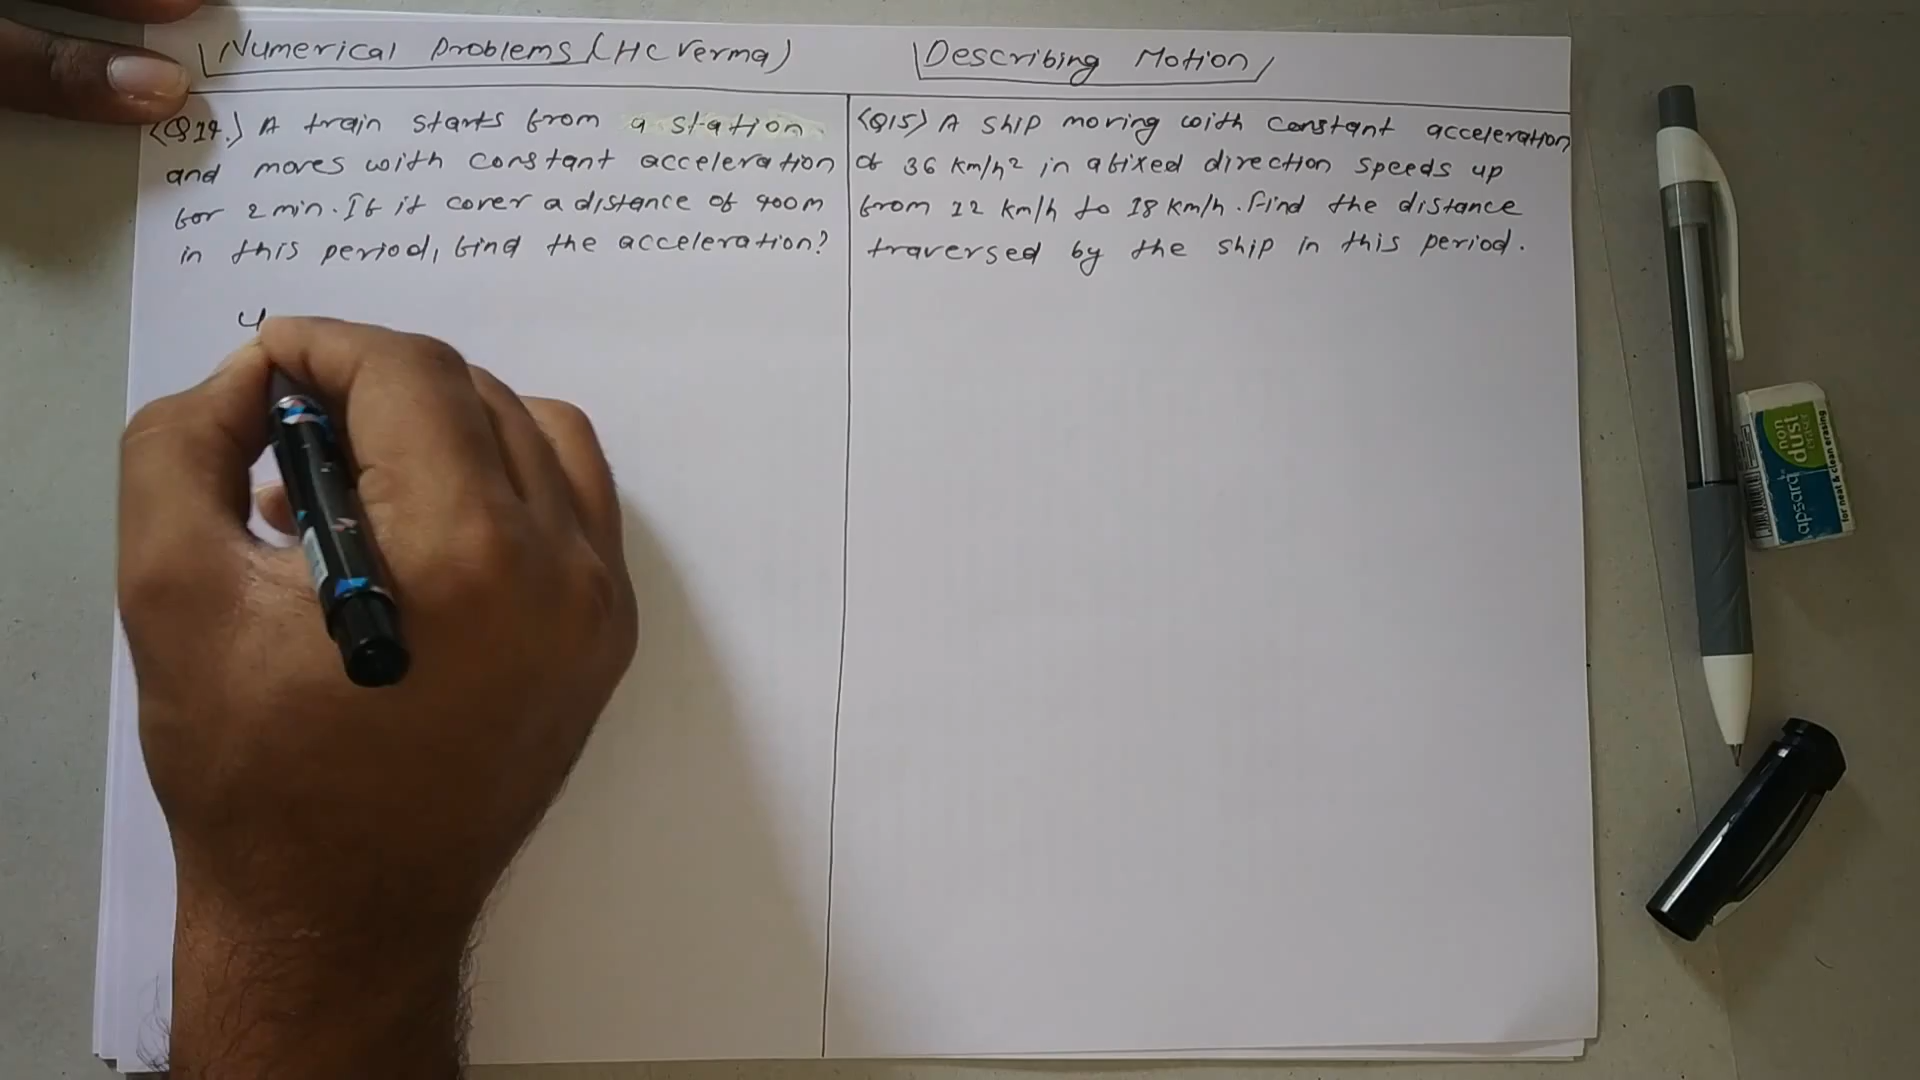 Numerical Problems (HC Verma)
Describing Motion
(Q14.) A train starts from a station.
and moves with constant acceleration
for 2 min. If it cover a distance of 400m
in this period, find the acceleration?
(Q15) A ship moving with constant acceleration
of 36 km/h² in a fixed direction speeds up
from 12 km/h to 18 km/h. find the distance
traversed by the ship in this period.
u
apsara
non
dust
eraser
for neat & clean erasing